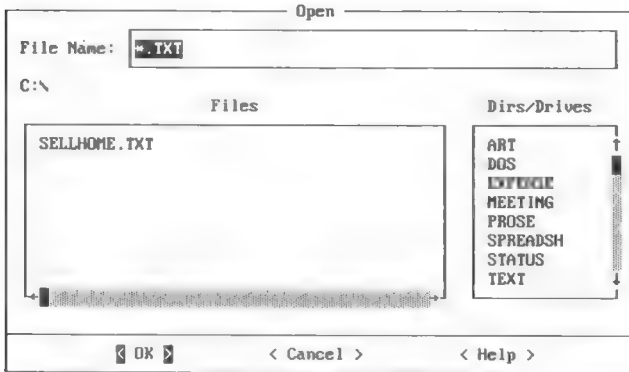 Open
File Name: *.TXT
C:\
Files
Dirs/Drives
SELLHOME.TXT
ART
DOS
MEETING
PROSE
SPREADSH
STATUS
TEXT
< OK > < Cancel > < Help >